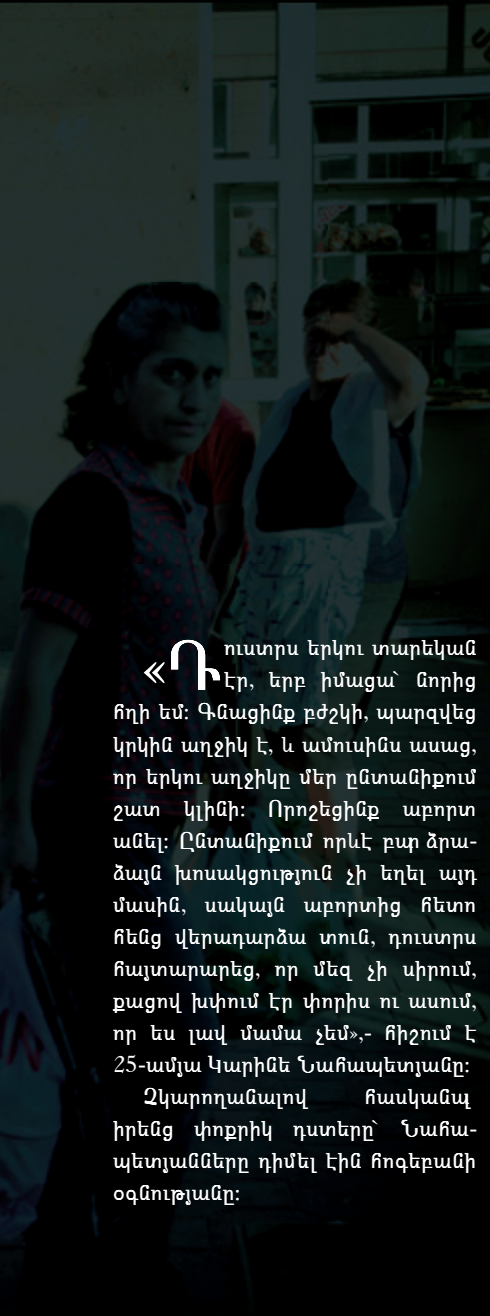 «Դուստրս երկու տարեկան
էր, երբ իմացա՝ նորից
հղի եմ։ Գնացինք բժշկի, պարզվեց
կրկին աղջիկ է, և ամուսինս ասաց,
որ երկու աղջիկը մեր ընտանիքում
շատ կլինի։ Որոշեցինք աբորտ
անել։ Ընտանիքում որևէ բարձրա-
ձայն խոսակցություն չի եղել այդ
մասին, սակայն աբորտից հետո
հենց վերադարձա տուն, դուստրս
հայտարարեց, որ մեզ չի սիրում,
քացով խփում էր փորիս ու ասում,
որ ես լավ մամա չեմ»,- հիշում է
25-ամյա Կարինե Նահապետյանը։
Չկարողանալով հասկանալ
իրենց փոքրիկ դստերը՝ Նահա-
պետյանները դիմել էին հոգեբանի
օգնությանը։